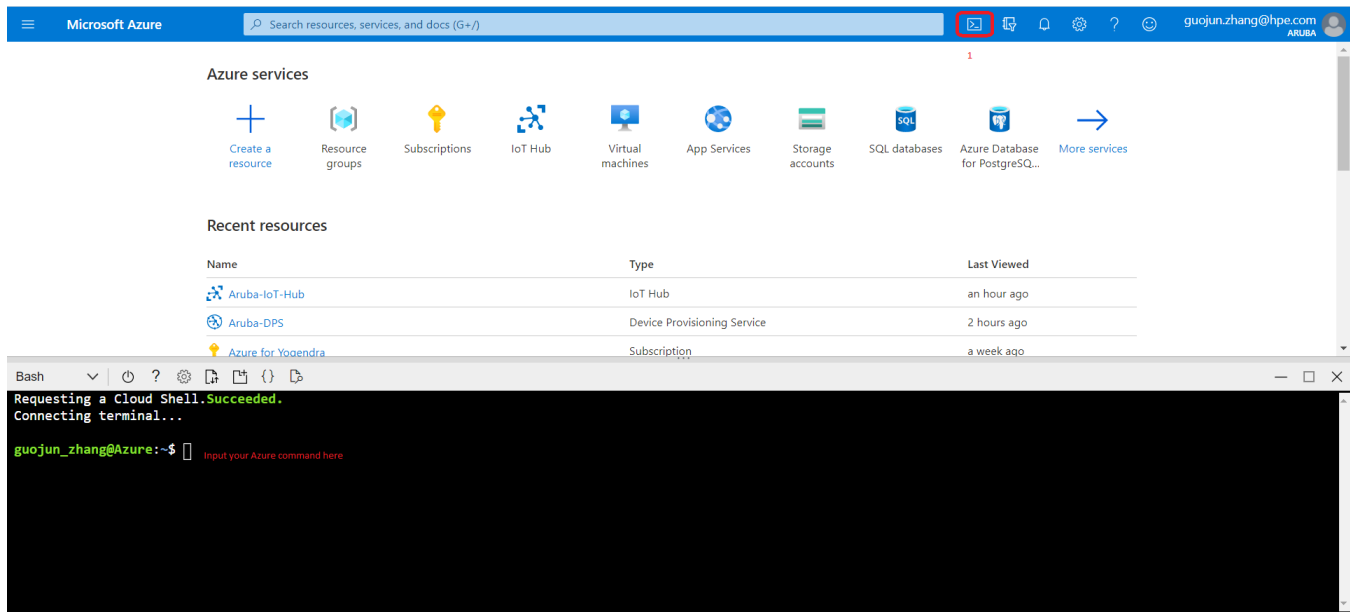 Microsoft Azure
Search resources, services, and docs (G+/)
guojun.zhang@hpe.com
ARUBA
1
Azure services
Create a resource
Resource groups
Subscriptions
IoT Hub
Virtual machines
App Services
Storage accounts
SQL databases
Azure Database for PostgreSQ...
More services
Recent resources
Name Type Last Viewed
Aruba-IoT-Hub IoT Hub an hour ago
Aruba-DPS Device Provisioning Service 2 hours ago
Azure for Yogendra Subscription a week ago
Bash
Requesting a Cloud Shell.Succeeded.
Connecting terminal...
guojun_zhang@Azure:~$ Input your Azure command here